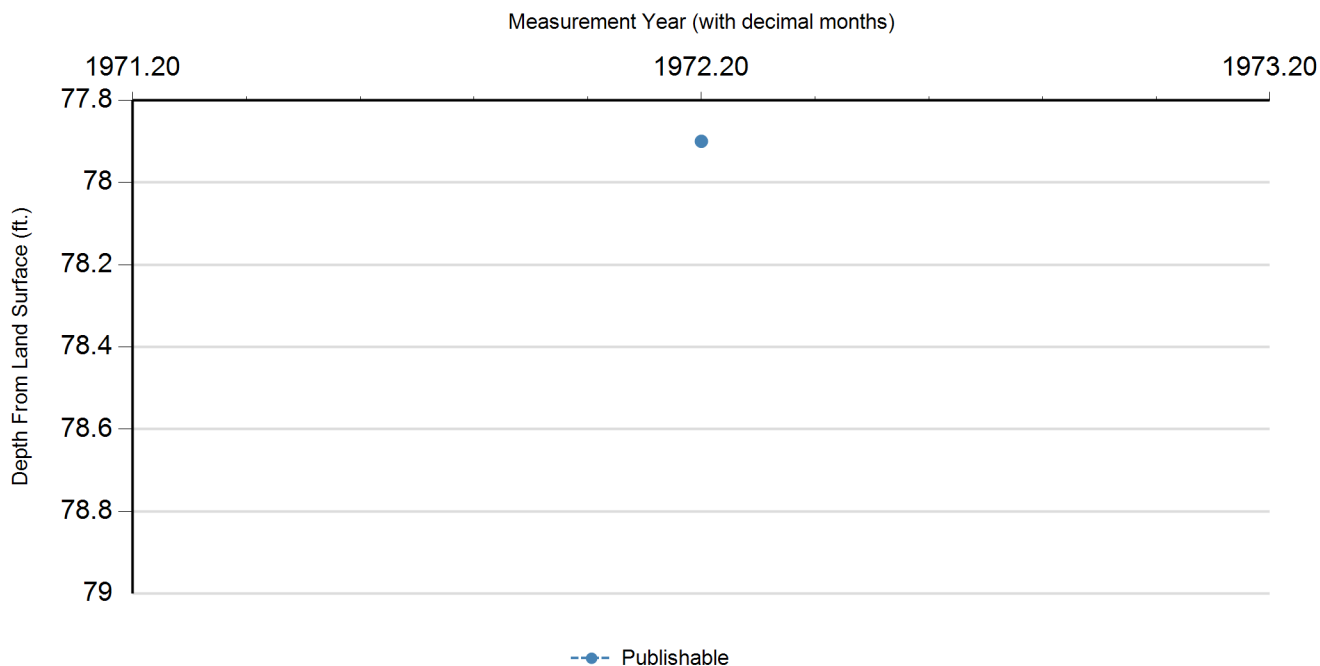 Measurement Year (with decimal months)
1971.20 1972.20 1973.20
77.8
78
78.2
78.4
78.6
78.8
79
Depth From Land Surface (ft.)
Publishable